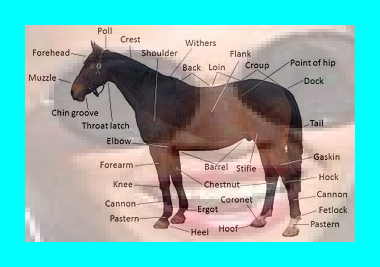 Poll
Crest
Forehead
Withers
Shoulder
Flank
Back Loin
Croup
Point of hip
Muzzle
Dock
Chin groove
Throat latch
Tail
Elbow
Gaskin
Forearm
Barrel
Stifle
Hock
Knee
Chestnut
Cannon
Coronet
Cannon
Ergot
Fetlock
Pastern
Pastern
Heel
Hoof